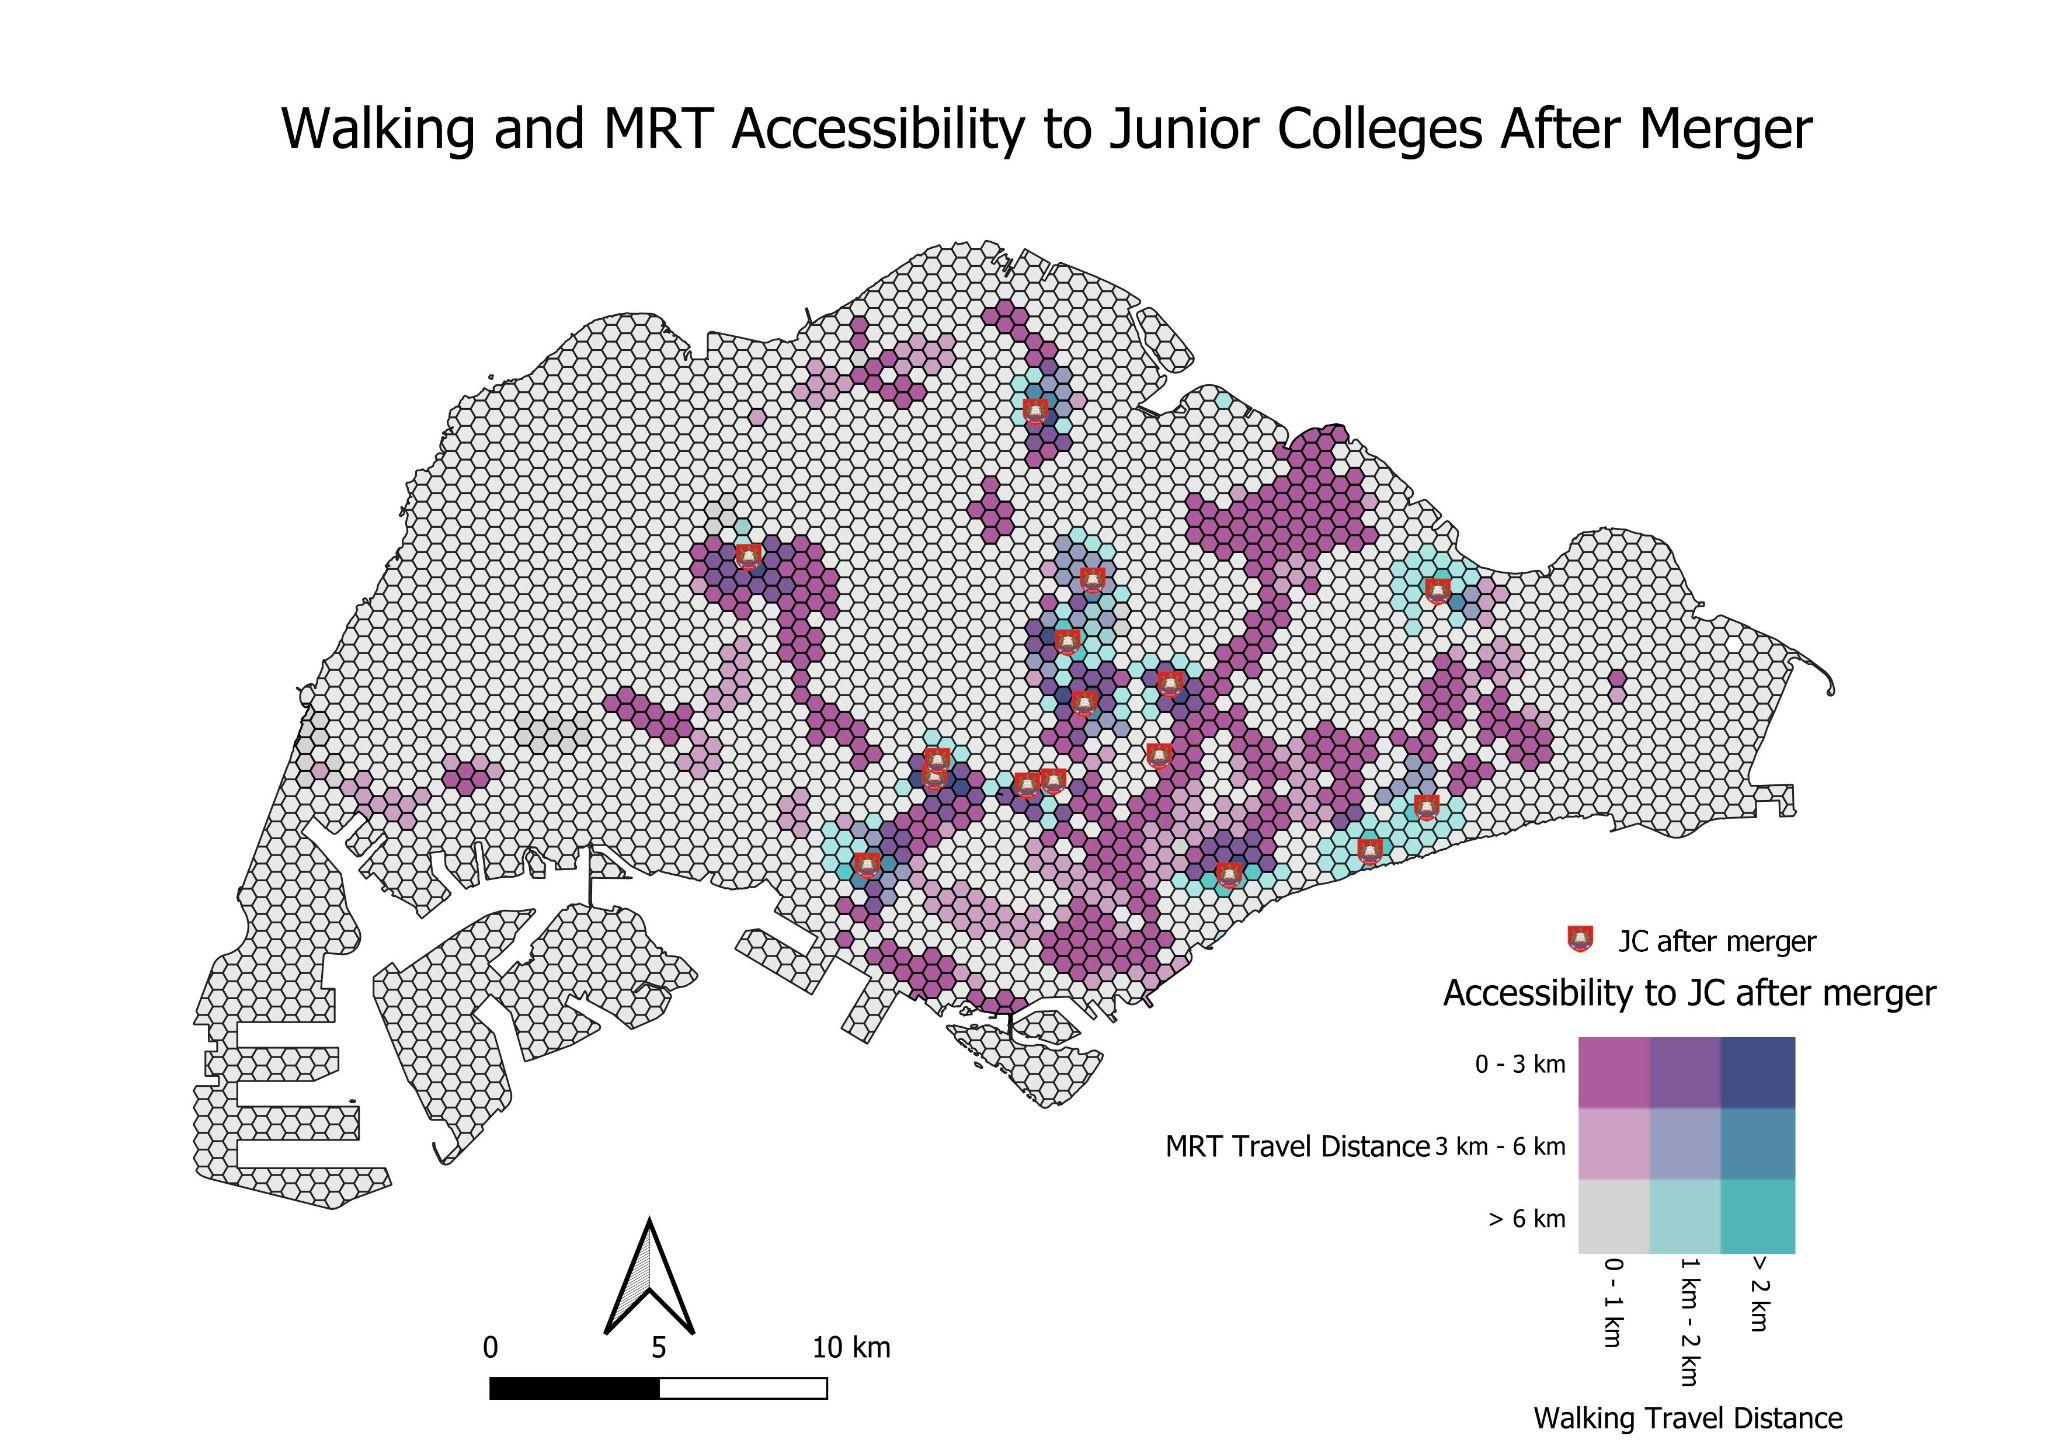 Walking and MRT Accessibility to Junior Colleges After Merger
JC after merger
Accessibility to JC after merger
0 - 3 km
MRT Travel Distance 3 km - 6 km
> 6 km
0 - 1 km
1 km - 2 km
> 2 km
Walking Travel Distance
0 5 10 km